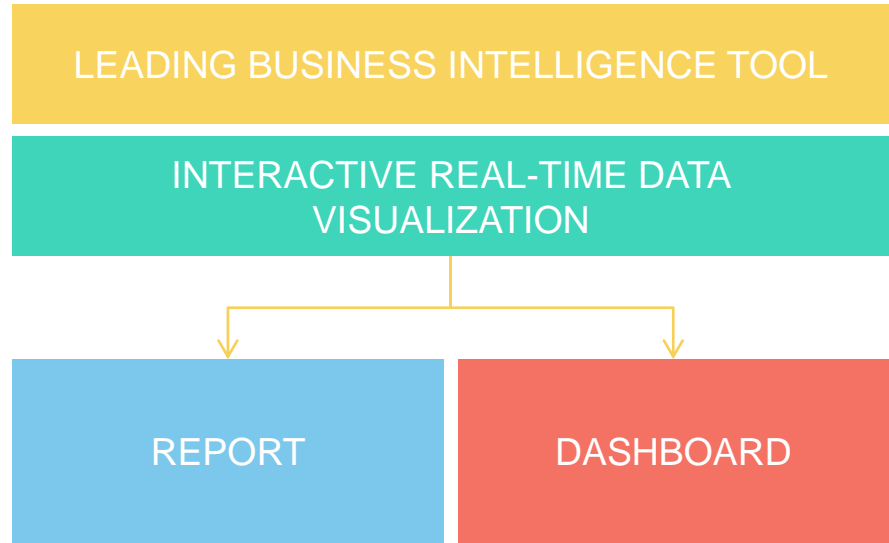 LEADING BUSINESS INTELLIGENCE TOOL
INTERACTIVE REAL-TIME DATA
VISUALIZATION
REPORT
DASHBOARD